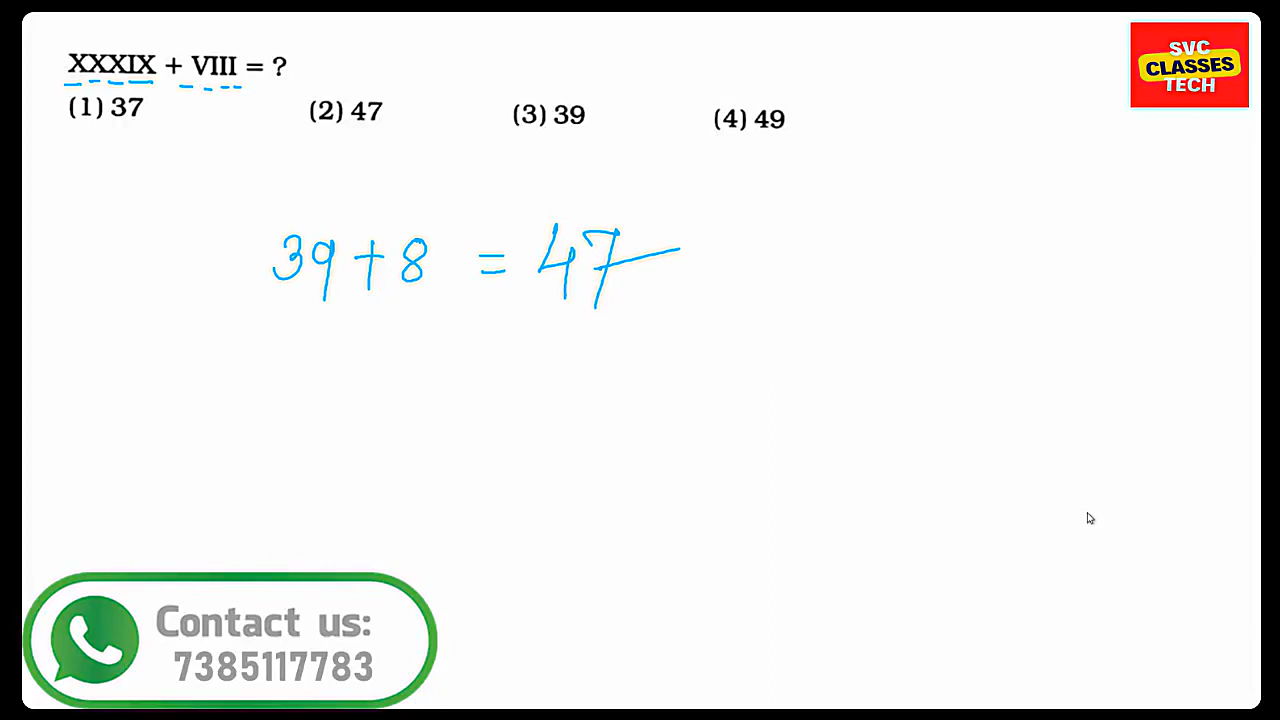 XXXIX + VIII = ?
(1) 37 (2) 47 (3) 39 (4) 49
SVC
CLASSES
TECH
39 + 8 = 47
Contact us:
7385117783